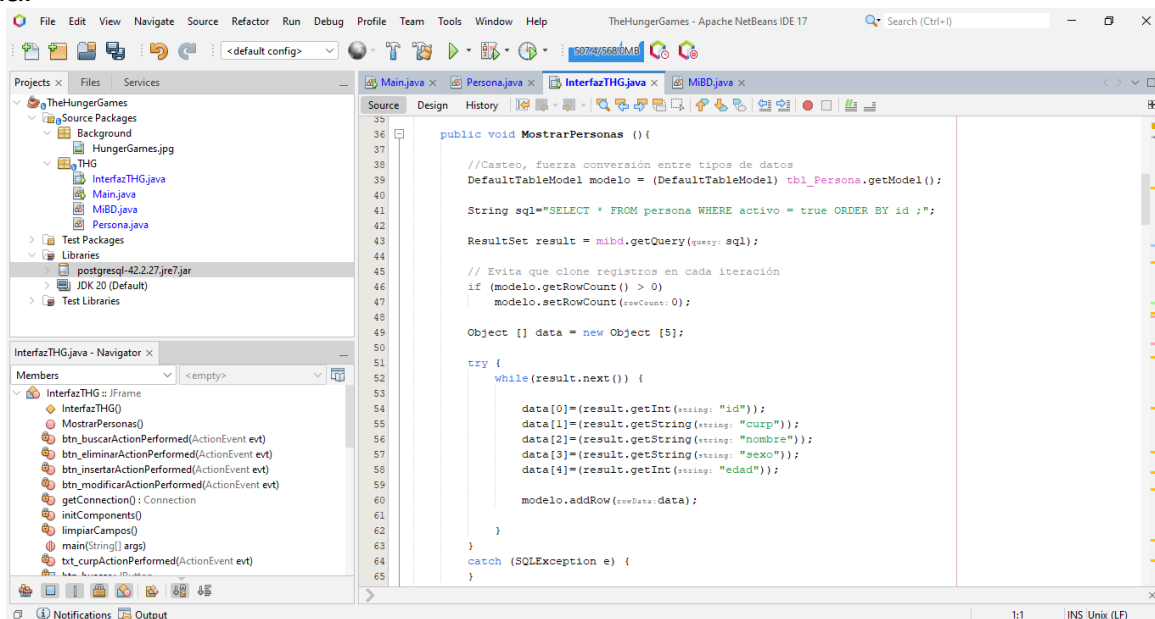 File Edit View Navigate Source Refactor Run Debug Profile Team Tools Window Help TheHungerGames - Apache NetBeans IDE 17 Search (Ctrl+I)
<default config> 507,4/568,0MB
Projects Files Services
TheHungerGames
Source Packages
Background
HungerGames.jpg
THG
InterfazTHG.java
Main.java
MiBD.java
Persona.java
Test Packages
Libraries
postgresql-42.2.27.jre7.jar
JDK 20 (Default)
Test Libraries
InterfazTHG.java - Navigator
Members <empty>
InterfazTHG :: JFrame
InterfazTHG()
MostrarPersonas()
btn_buscarActionPerformed(ActionEvent evt)
btn_eliminarActionPerformed(ActionEvent evt)
btn_insertarActionPerformed(ActionEvent evt)
btn_modificarActionPerformed(ActionEvent evt)
getConnection() : Connection
initComponents()
limpiarCampos()
main(String[] args)
txt_curpActionPerformed(ActionEvent evt)
Main.java Persona.java InterfazTHG.java MiBD.java
Source Design History
35
36 public void MostrarPersonas (){
37
38 //Casteo, fuerza conversión entre tipos de datos
39 DefaultTableModel modelo = (DefaultTableModel) tbl_Persona.getModel();
40
41 String sql="SELECT * FROM persona WHERE activo = true ORDER BY id ;";
42
43 ResultSet result = mibd.getQuery(query: sql);
44
45 // Evita que clone registros en cada iteración
46 if (modelo.getRowCount() > 0)
47 modelo.setRowCount(rowCount: 0);
48
49 Object [] data = new Object [5];
50
51 try {
52 while(result.next()) {
53
54 data[0]=(result.getInt(string: "id"));
55 data[1]=(result.getString(string: "curp"));
56 data[2]=(result.getString(string: "nombre"));
57 data[3]=(result.getString(string: "sexo"));
58 data[4]=(result.getInt(string: "edad"));
59
60 modelo.addRow(rowData: data);
61
62 }
63 }
64 catch (SQLException e) {
65 }
Notifications Output 1:1 INS Unix (LF)